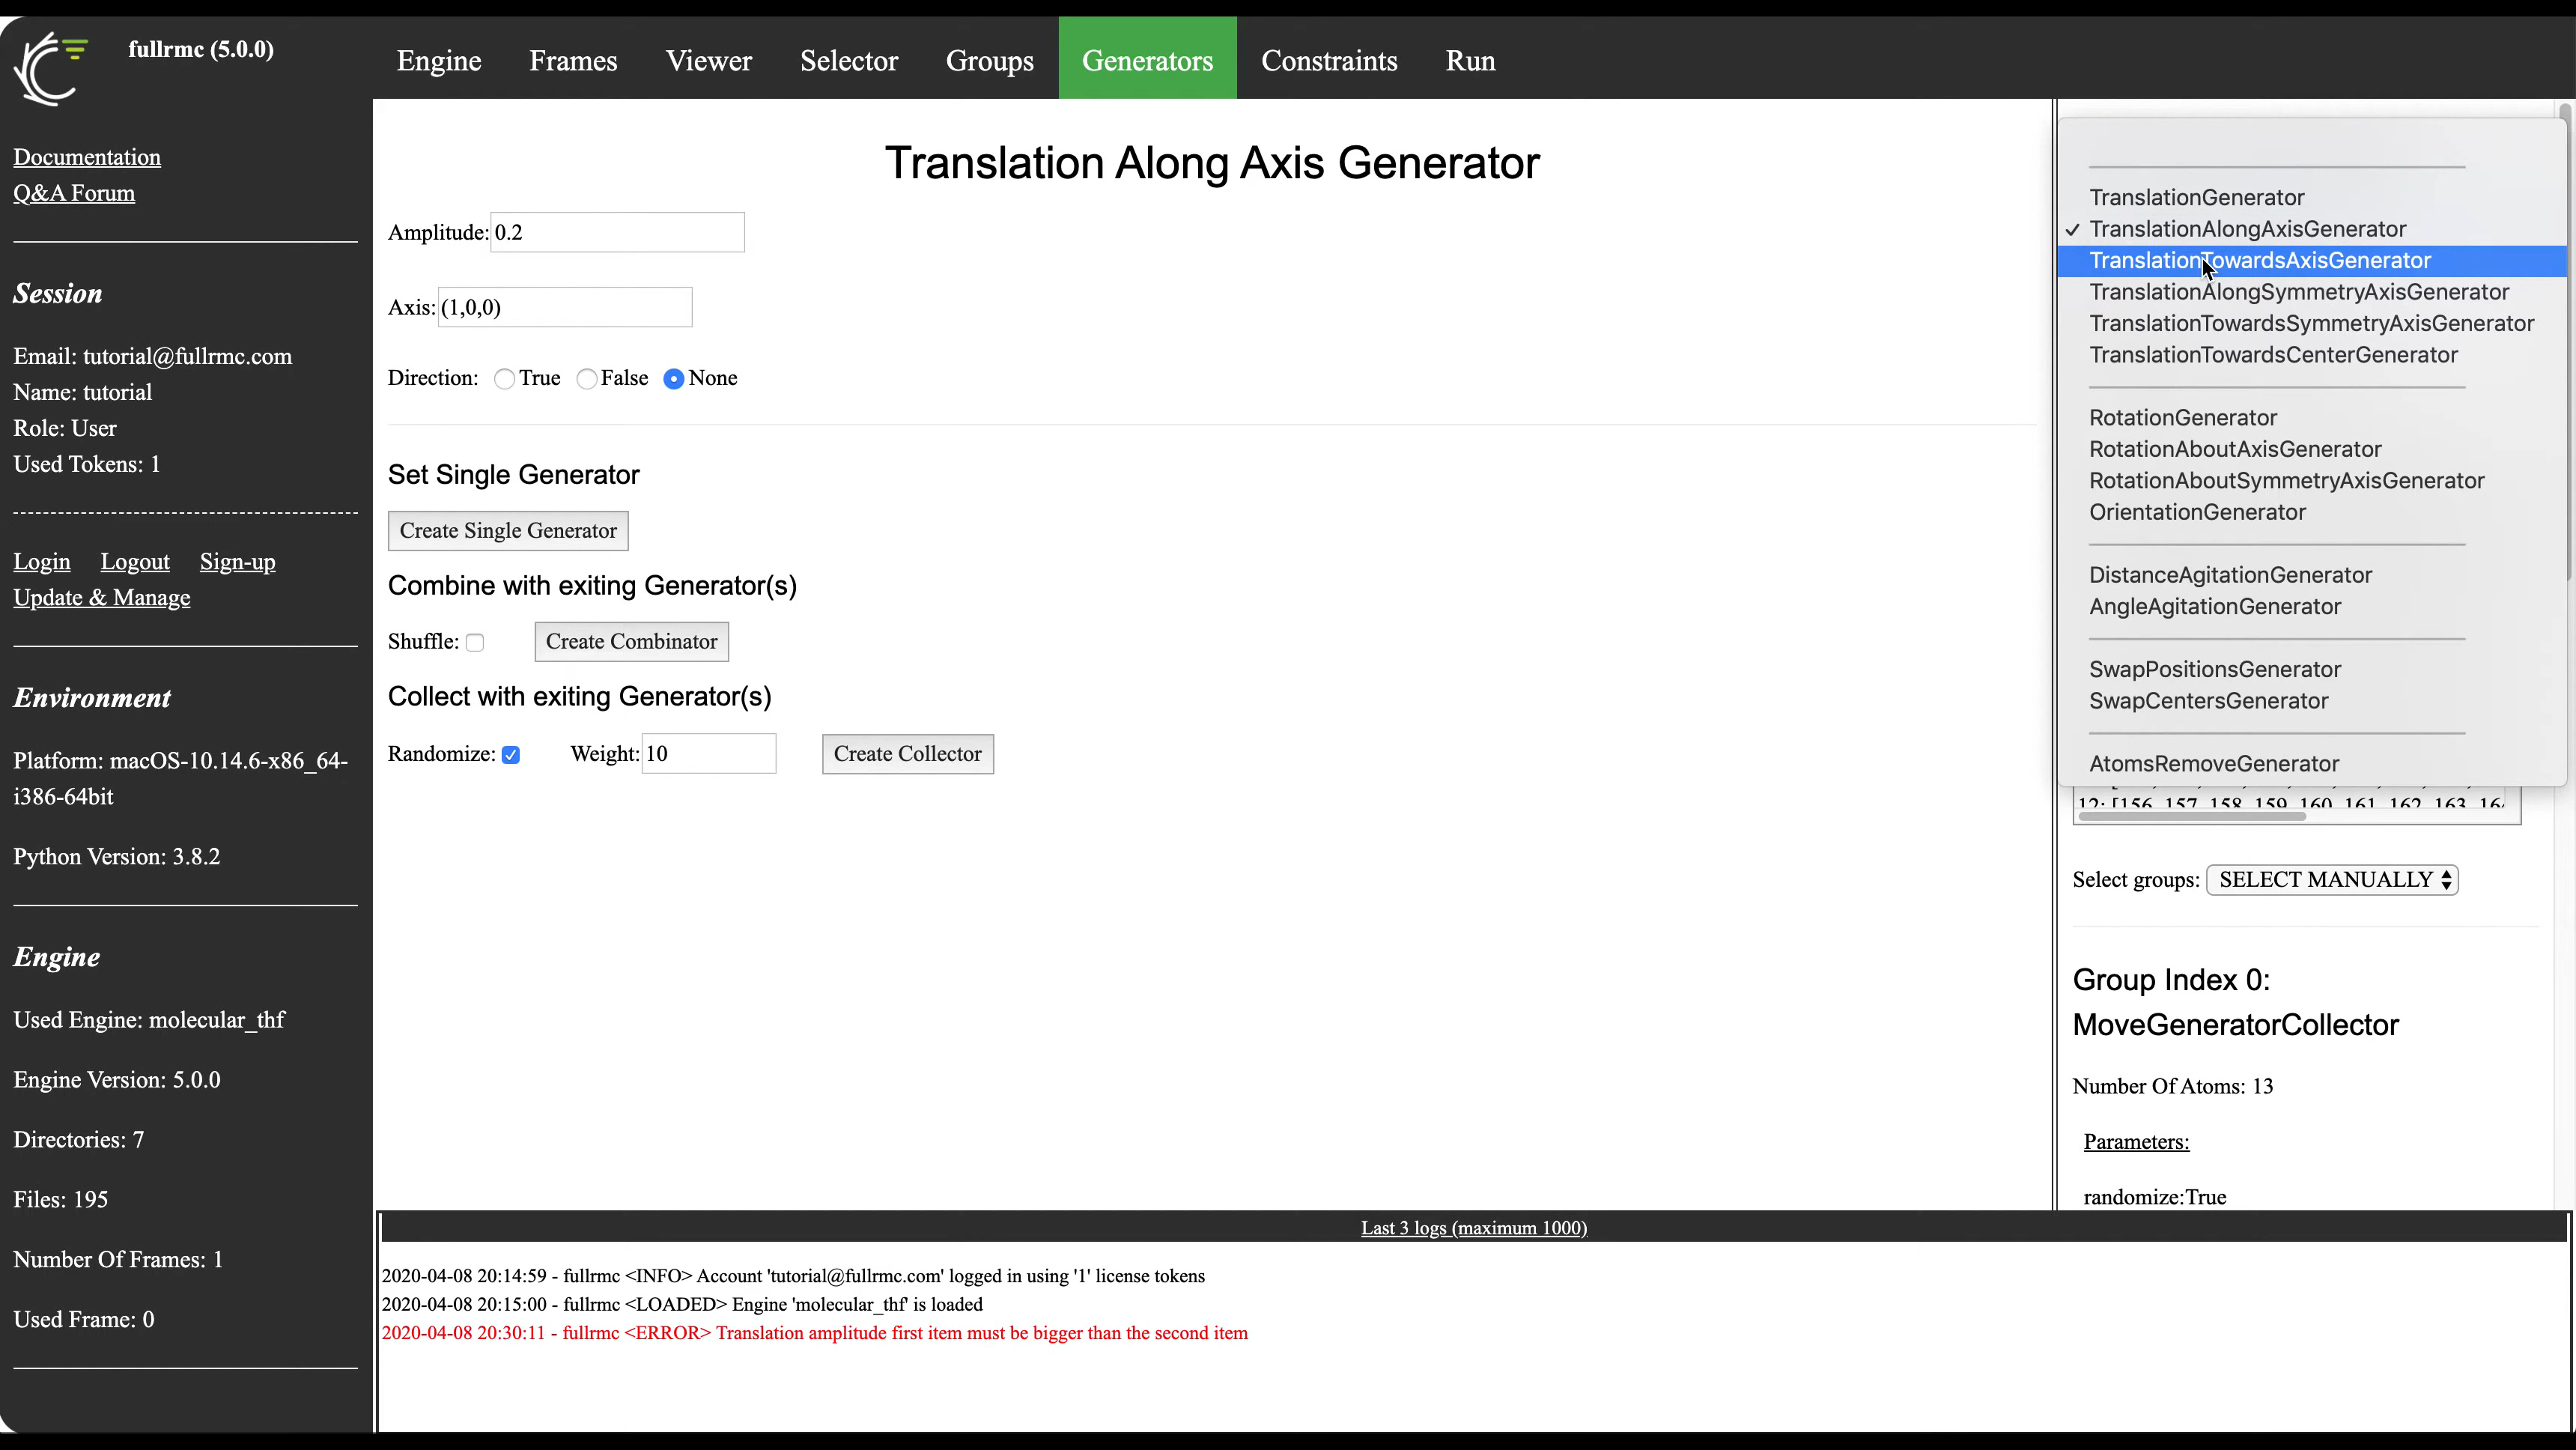 fullrmc (5.0.0)
Engine Frames Viewer Selector Groups Generators Constraints Run
Documentation
Q&A Forum
Session
Email: tutorial@fullrmc.com
Name: tutorial
Role: User
Used Tokens: 1
Login Logout Sign-up
Update & Manage
Environment
Platform: macOS-10.14.6-x86_64-
i386-64bit
Python Version: 3.8.2
Engine
Used Engine: molecular_thf
Engine Version: 5.0.0
Directories: 7
Files: 195
Number Of Frames: 1
Used Frame: 0
Translation Along Axis Generator
Amplitude: 0.2
Axis: (1,0,0)
Direction: True False None
Set Single Generator
Create Single Generator
Combine with exiting Generator(s)
Shuffle: Create Combinator
Collect with exiting Generator(s)
Randomize: Weight: 10 Create Collector
TranslationGenerator
✓ TranslationAlongAxisGenerator
TranslationTowardsAxisGenerator
TranslationAlongSymmetryAxisGenerator
TranslationTowardsSymmetryAxisGenerator
TranslationTowardsCenterGenerator
RotationGenerator
RotationAboutAxisGenerator
RotationAboutSymmetryAxisGenerator
OrientationGenerator
DistanceAgitationGenerator
AngleAgitationGenerator
SwapPositionsGenerator
SwapCentersGenerator
AtomsRemoveGenerator
12: [156, 157, 158, 159, 160, 161, 162, 163,
Select groups: SELECT MANUALLY
Group Index 0:
MoveGeneratorCollector
Number Of Atoms: 13
Parameters:
randomize:True
Last 3 logs (maximum 1000)
2020-04-08 20:14:59 - fullrmc <INFO> Account 'tutorial@fullrmc.com' logged in using '1' license tokens
2020-04-08 20:15:00 - fullrmc <LOADED> Engine 'molecular_thf' is loaded
2020-04-08 20:30:11 - fullrmc <ERROR> Translation amplitude first item must be bigger than the second item